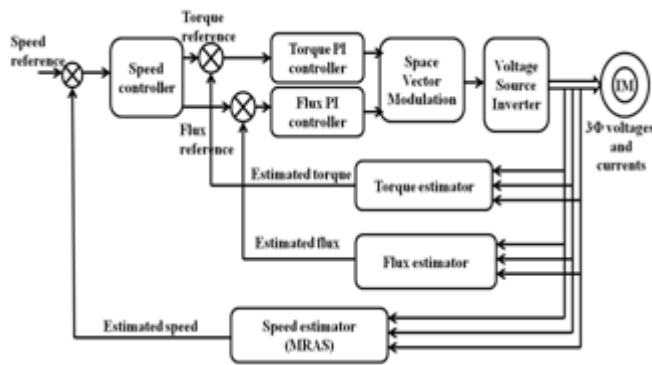 Torque
reference
Speed
reference
Speed
controller
Torque PI
controller
Space
Vector
Modulation
Voltage
Source
Inverter
IM
Flux PI
controller
Flux
reference
3Φ voltages
and
currents
Estimated torque
Torque estimator
Estimated flux
Flux estimator
Estimated speed
Speed estimator
(MRAS)